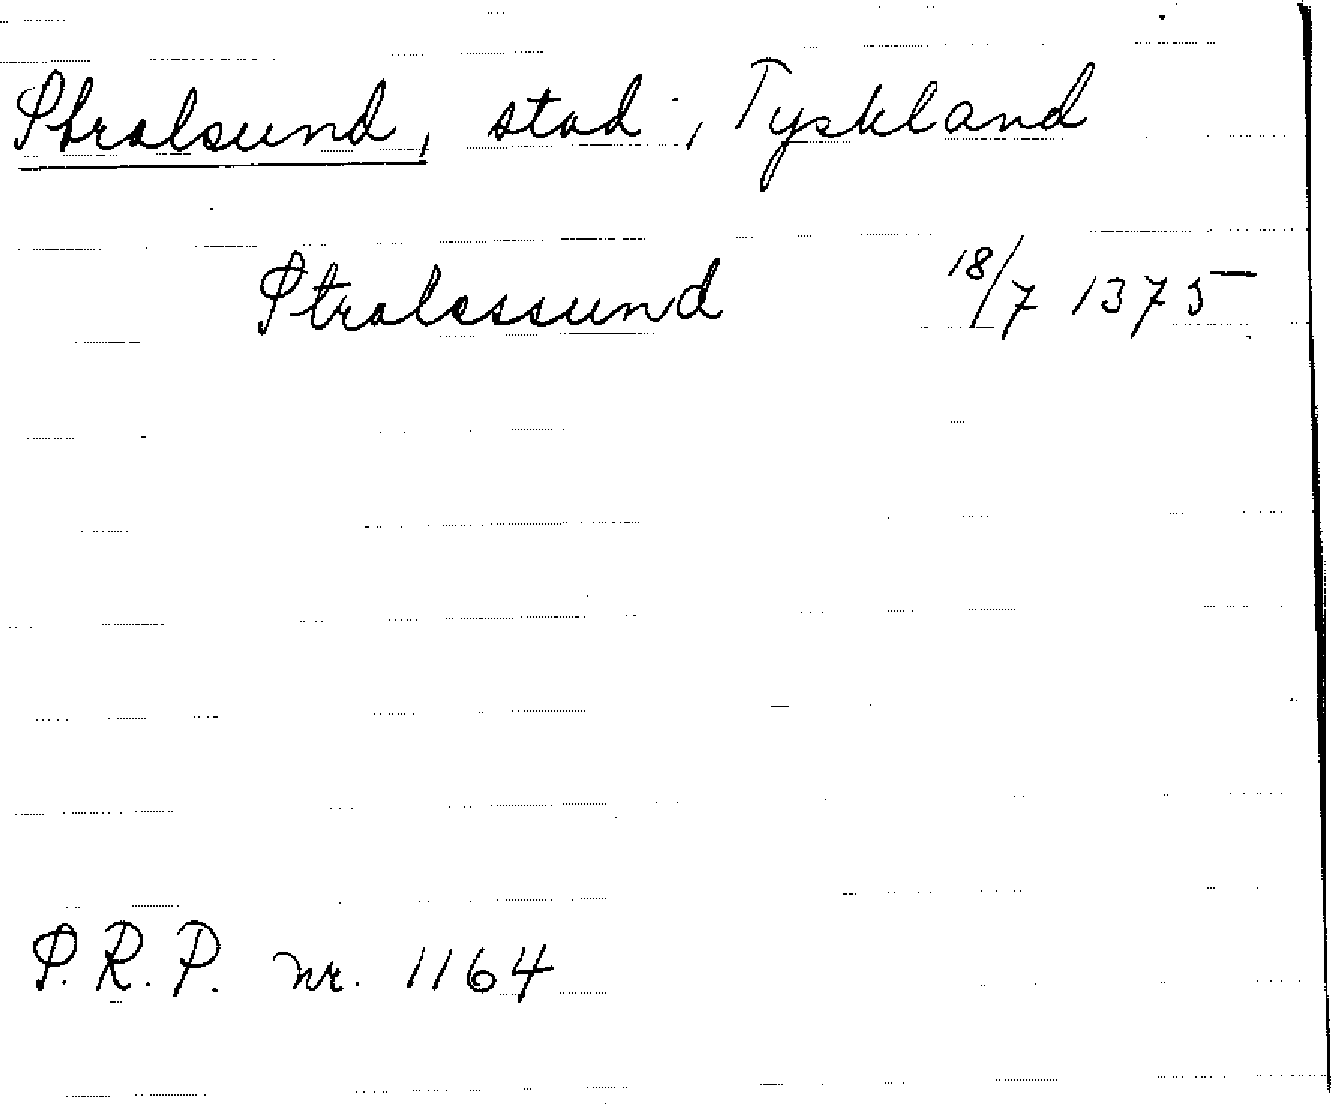 Stralsund, stad, Tyskland
Stralessund 18/7 1375
S.R.P. nr. 1164